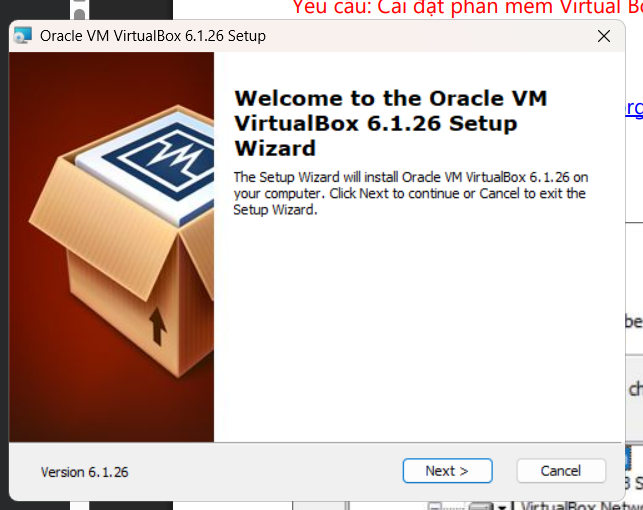 Yêu cầu: Cài đặt phần mềm Virtual B
Oracle VM VirtualBox 6.1.26 Setup
Welcome to the Oracle VM
VirtualBox 6.1.26 Setup
Wizard
The Setup Wizard will install Oracle VM VirtualBox 6.1.26 on
your computer. Click Next to continue or Cancel to exit the
Setup Wizard.
Version 6.1.26
Next >
Cancel
VirtualBox Netw